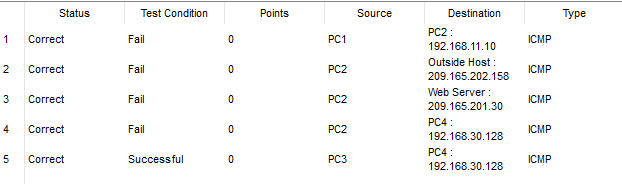 Status Test Condition Points Source Destination Type
1 Correct Fail 0 PC1 PC2 : 192.168.11.10 ICMP
2 Correct Fail 0 PC2 Outside Host : 209.165.202.158 ICMP
3 Correct Fail 0 PC2 Web Server : 209.165.201.30 ICMP
4 Correct Fail 0 PC2 PC4 : 192.168.30.128 ICMP
5 Correct Successful 0 PC3 PC4 : 192.168.30.128 ICMP